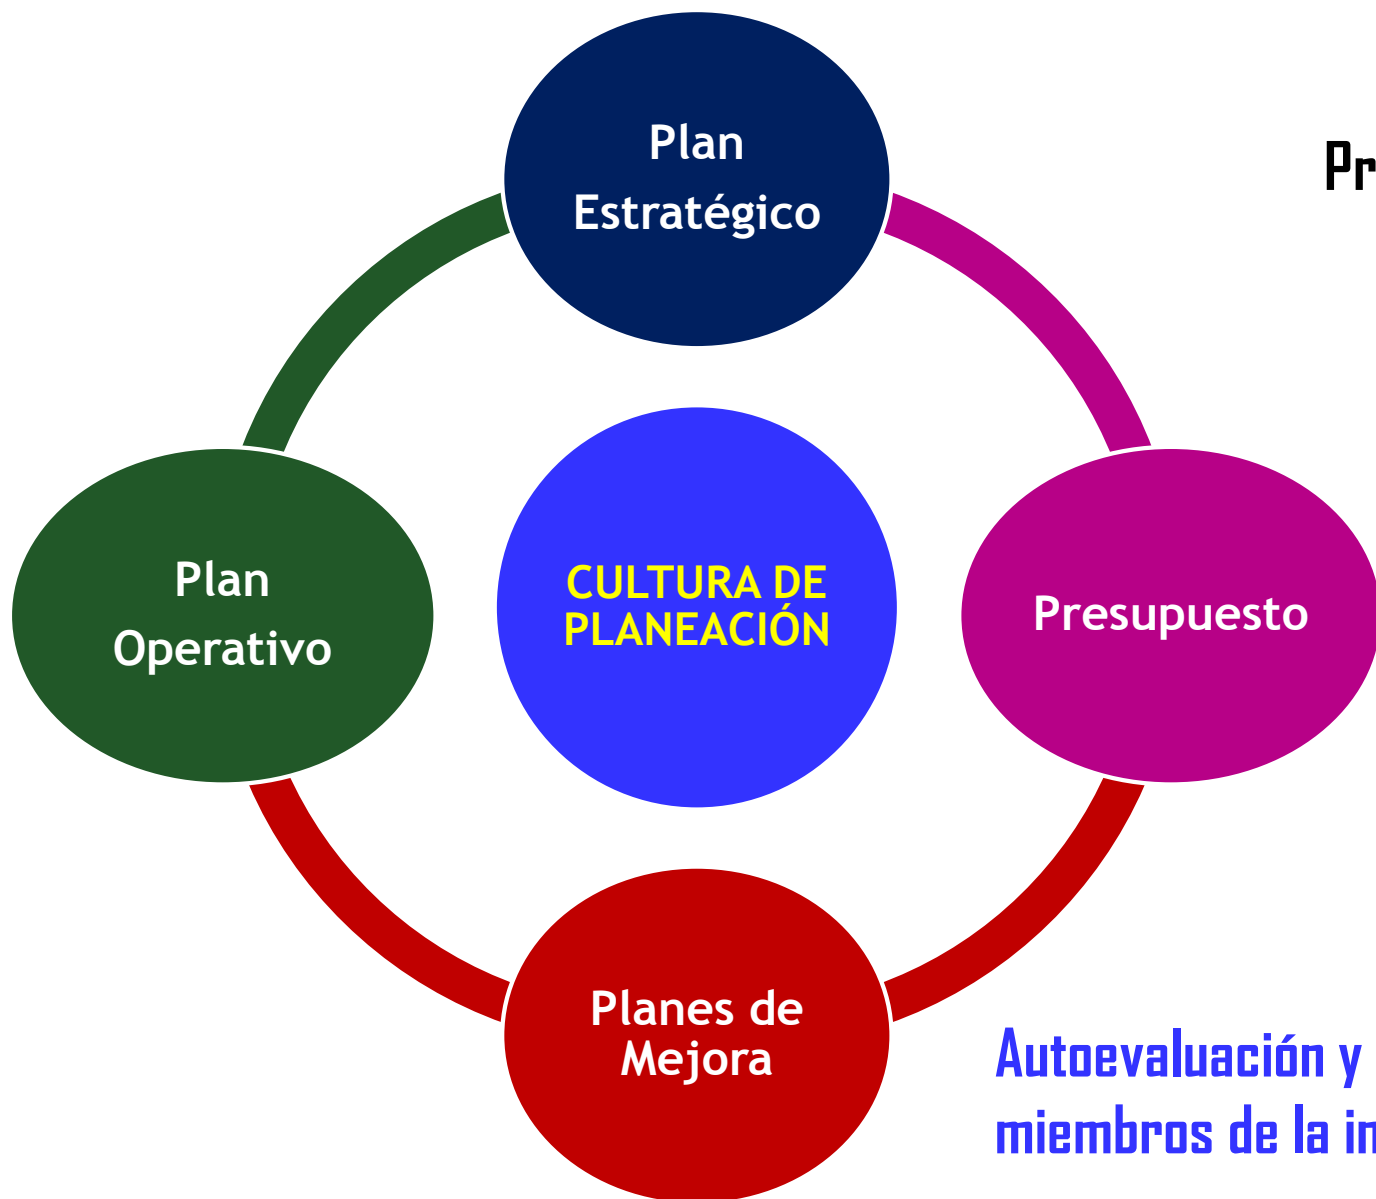 Plan
Estratégico
Pr
Plan
Operativo
CULTURA DE
PLANEACIÓN
Presupuesto
Planes de
Mejora
Autoevaluación y
miembros de la in